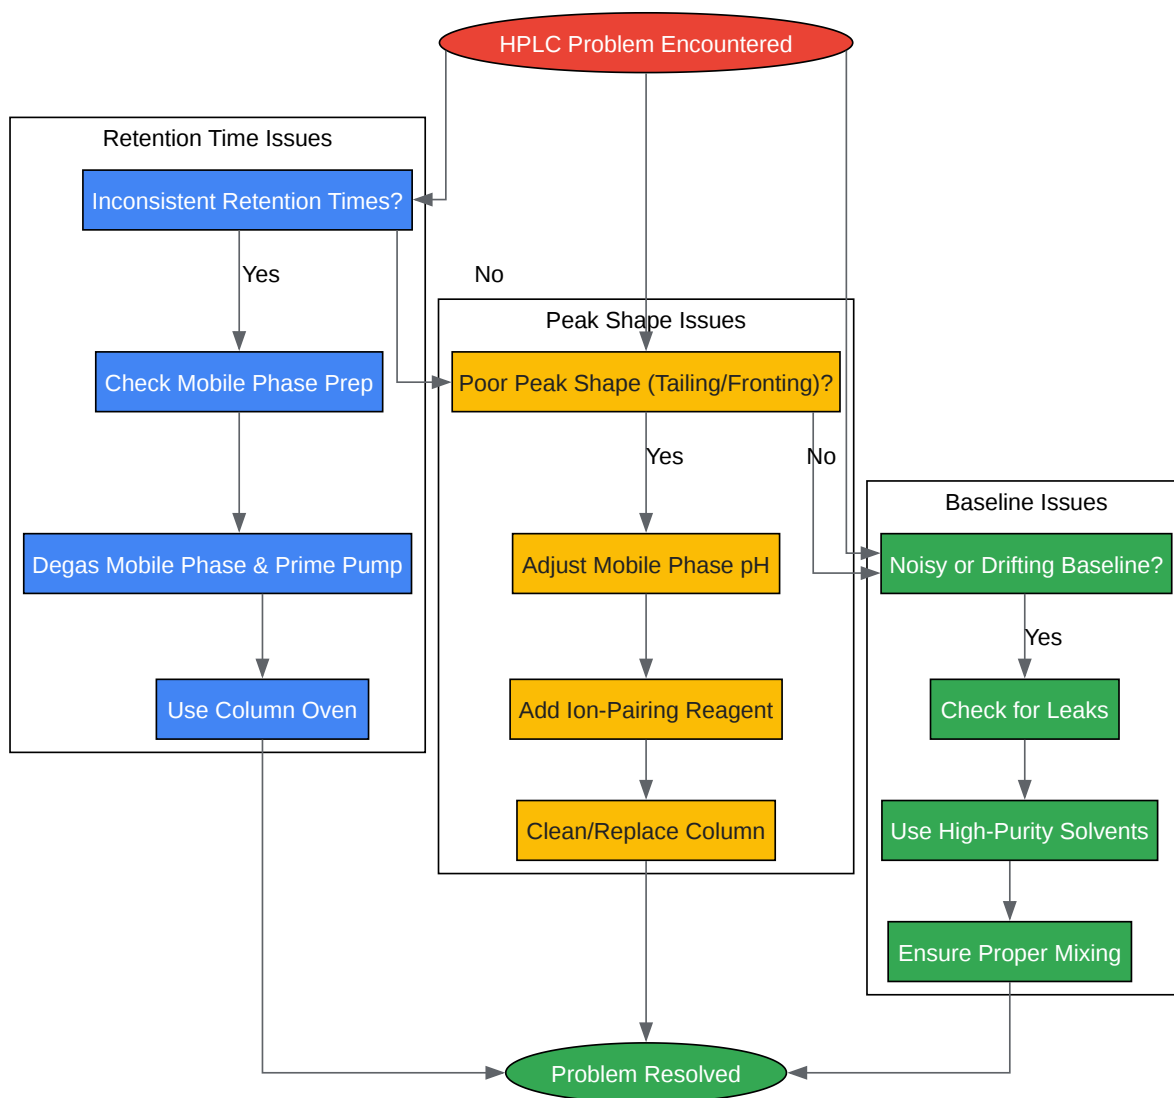 HPLC Problem Encountered
Retention Time Issues
Inconsistent Retention Times?
Yes
No
Check Mobile Phase Prep
Degas Mobile Phase & Prime Pump
Use Column Oven
Peak Shape Issues
Poor Peak Shape (Tailing/Fronting)?
Yes
No
Adjust Mobile Phase pH
Add Ion-Pairing Reagent
Clean/Replace Column
Baseline Issues
Noisy or Drifting Baseline?
Yes
Check for Leaks
Use High-Purity Solvents
Ensure Proper Mixing
Problem Resolved